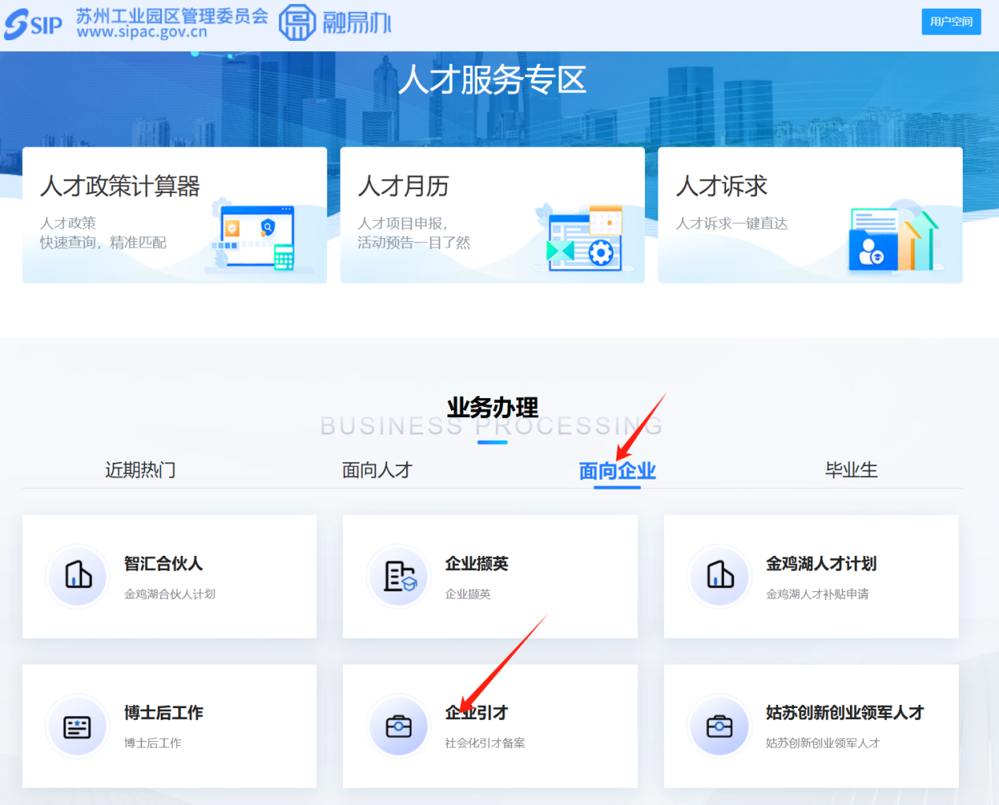 SIP 苏州工业园区管理委员会 融易办
www.sipac.gov.cn
用户空间
人才服务专区
人才政策计算器
人才政策
快速查询，精准匹配
人才月历
人才项目申报，
活动预告一目了然
人才诉求
人才诉求一键直达
业务办理
BUSINESS PROCESSING
近期热门
面向人才
面向企业
毕业生
智汇合伙人
金鸡湖合伙人计划
企业撷英
企业撷英
金鸡湖人才计划
金鸡湖人才补贴申请
博士后工作
博士后工作
企业引才
社会化引才备案
姑苏创新创业领军人才
姑苏创新创业领军人才